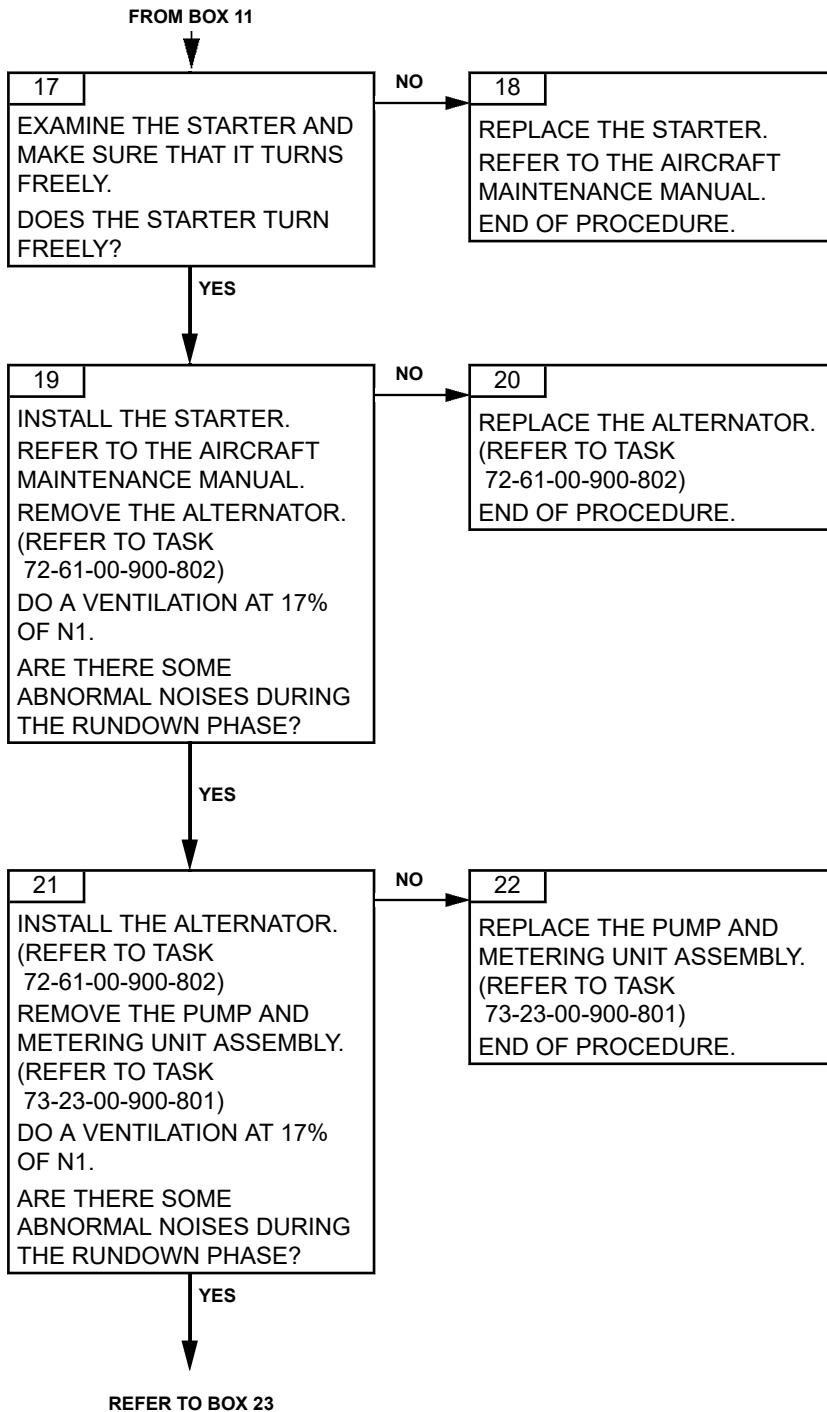 FROM BOX 11
17
EXAMINE THE STARTER AND
MAKE SURE THAT IT TURNS
FREELY.
DOES THE STARTER TURN
FREELY?
NO
18
REPLACE THE STARTER.
REFER TO THE AIRCRAFT
MAINTENANCE MANUAL.
END OF PROCEDURE.
YES
19
INSTALL THE STARTER.
REFER TO THE AIRCRAFT
MAINTENANCE MANUAL.
REMOVE THE ALTERNATOR.
(REFER TO TASK
72-61-00-900-802)
DO A VENTILATION AT 17%
OF N1.
ARE THERE SOME
ABNORMAL NOISES DURING
THE RUNDOWN PHASE?
NO
20
REPLACE THE ALTERNATOR.
(REFER TO TASK
72-61-00-900-802)
END OF PROCEDURE.
YES
21
INSTALL THE ALTERNATOR.
(REFER TO TASK
72-61-00-900-802)
REMOVE THE PUMP AND
METERING UNIT ASSEMBLY.
(REFER TO TASK
73-23-00-900-801)
DO A VENTILATION AT 17%
OF N1.
ARE THERE SOME
ABNORMAL NOISES DURING
THE RUNDOWN PHASE?
NO
22
REPLACE THE PUMP AND
METERING UNIT ASSEMBLY.
(REFER TO TASK
73-23-00-900-801)
END OF PROCEDURE.
YES
REFER TO BOX 23